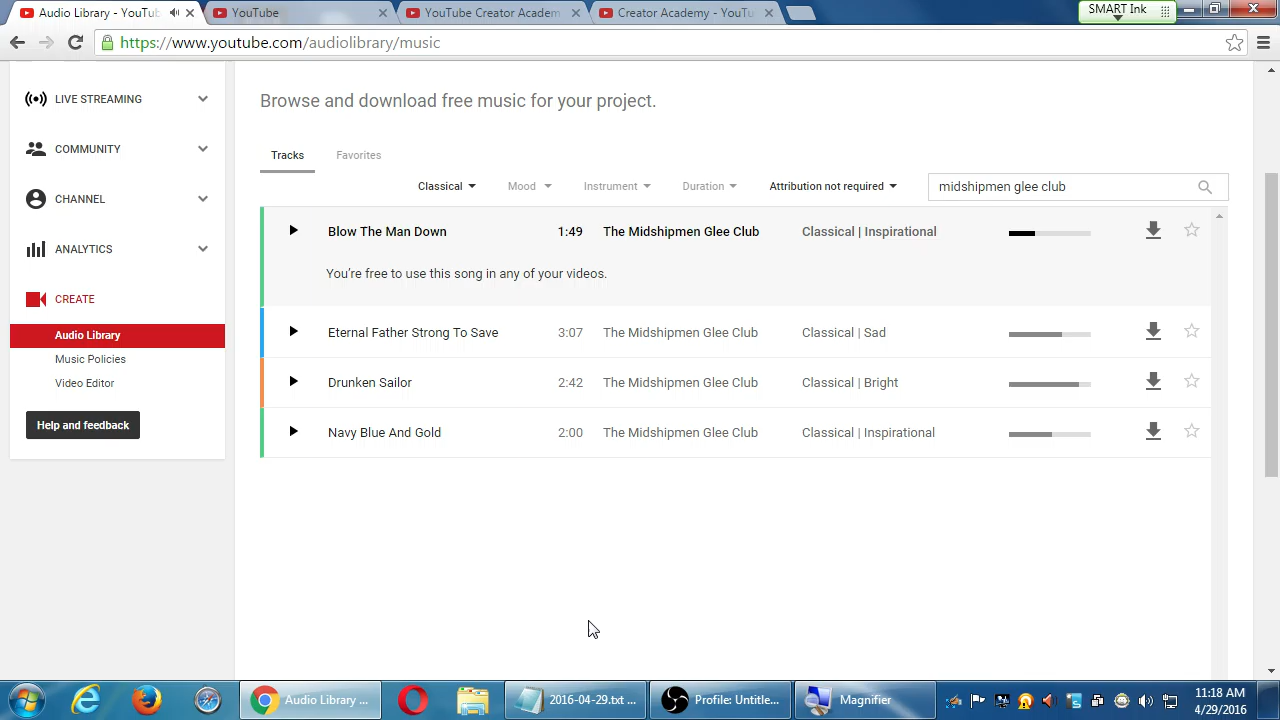 Audio Library - YouTub
YouTube
YouTube Creator Academ
Creator Academy - YouTu
SMART Ink
https://www.youtube.com/audiolibrary/music
LIVE STREAMING
COMMUNITY
CHANNEL
ANALYTICS
CREATE
Audio Library
Music Policies
Video Editor
Help and feedback
Browse and download free music for your project.
Tracks
Favorites
Classical
Mood
Instrument
Duration
Attribution not required
midshipmen glee club
Blow The Man Down 1:49 The Midshipmen Glee Club Classical | Inspirational
You're free to use this song in any of your videos.
Eternal Father Strong To Save 3:07 The Midshipmen Glee Club Classical | Sad
Drunken Sailor 2:42 The Midshipmen Glee Club Classical | Bright
Navy Blue And Gold 2:00 The Midshipmen Glee Club Classical | Inspirational
Audio Library ...
2016-04-29.txt ...
Profile: Untitle...
Magnifier
11:18 AM
4/29/2016